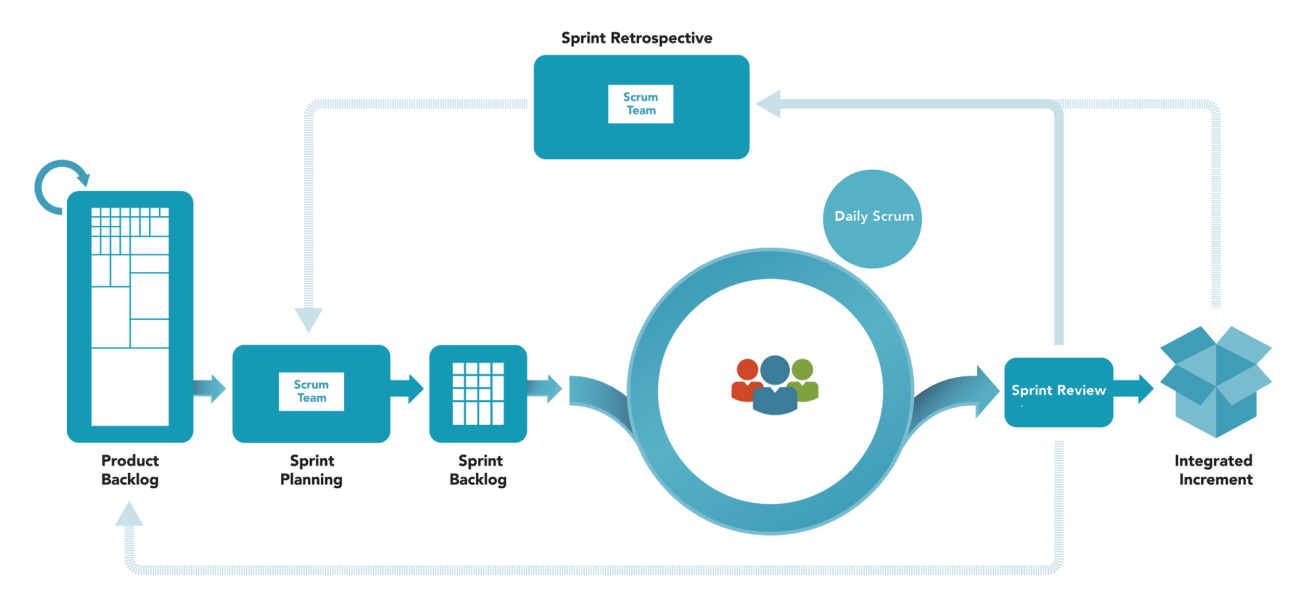 Sprint Retrospective
Scrum
Team
Daily Scrum
Scrum
Team
Sprint Review
Product
Backlog
Sprint
Planning
Sprint
Backlog
Integrated
Increment